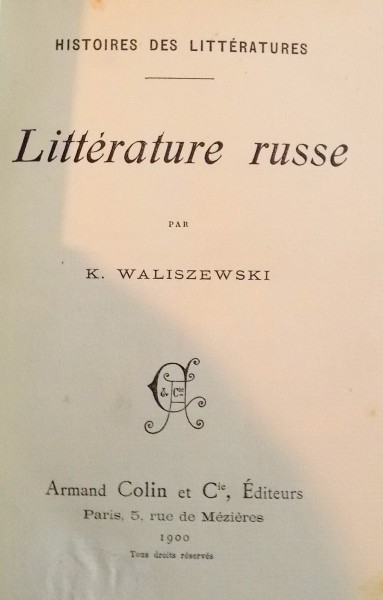 HISTOIRES DES LITTÉRATURES
Littérature russe
PAR
K. WALISZEWSKI
& Cie
Armand Colin et Cie, Éditeurs
Paris, 5, rue de Mézières
1900
Tous droits réservés